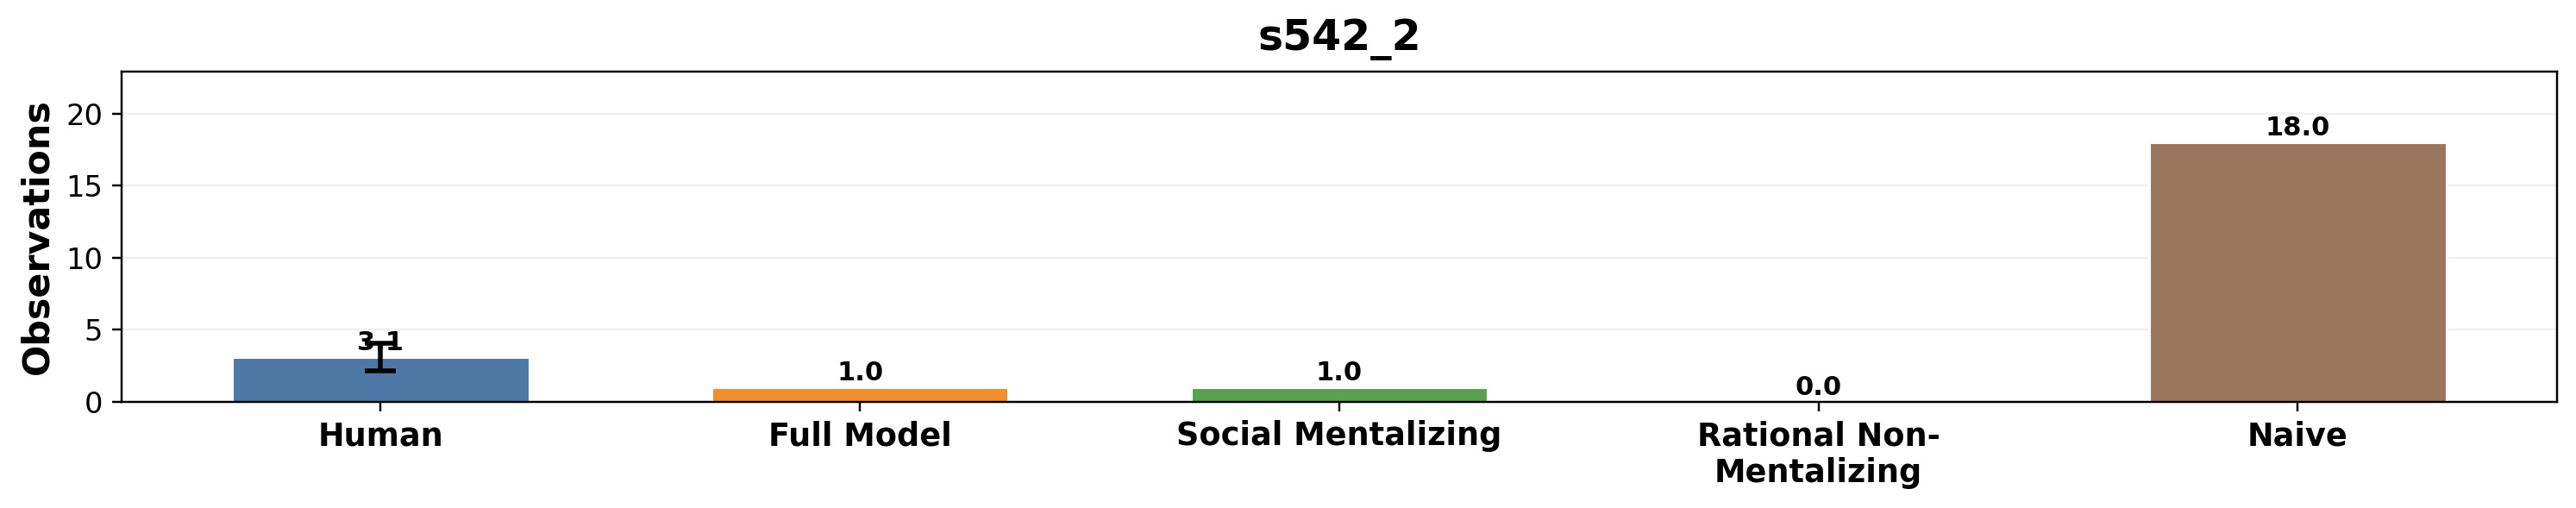 s542_2
Observations
20
15
10
5
0
3.1
1.0
1.0
0.0
18.0
Human
Full Model
Social Mentalizing
Rational Non-
Mentalizing
Naive